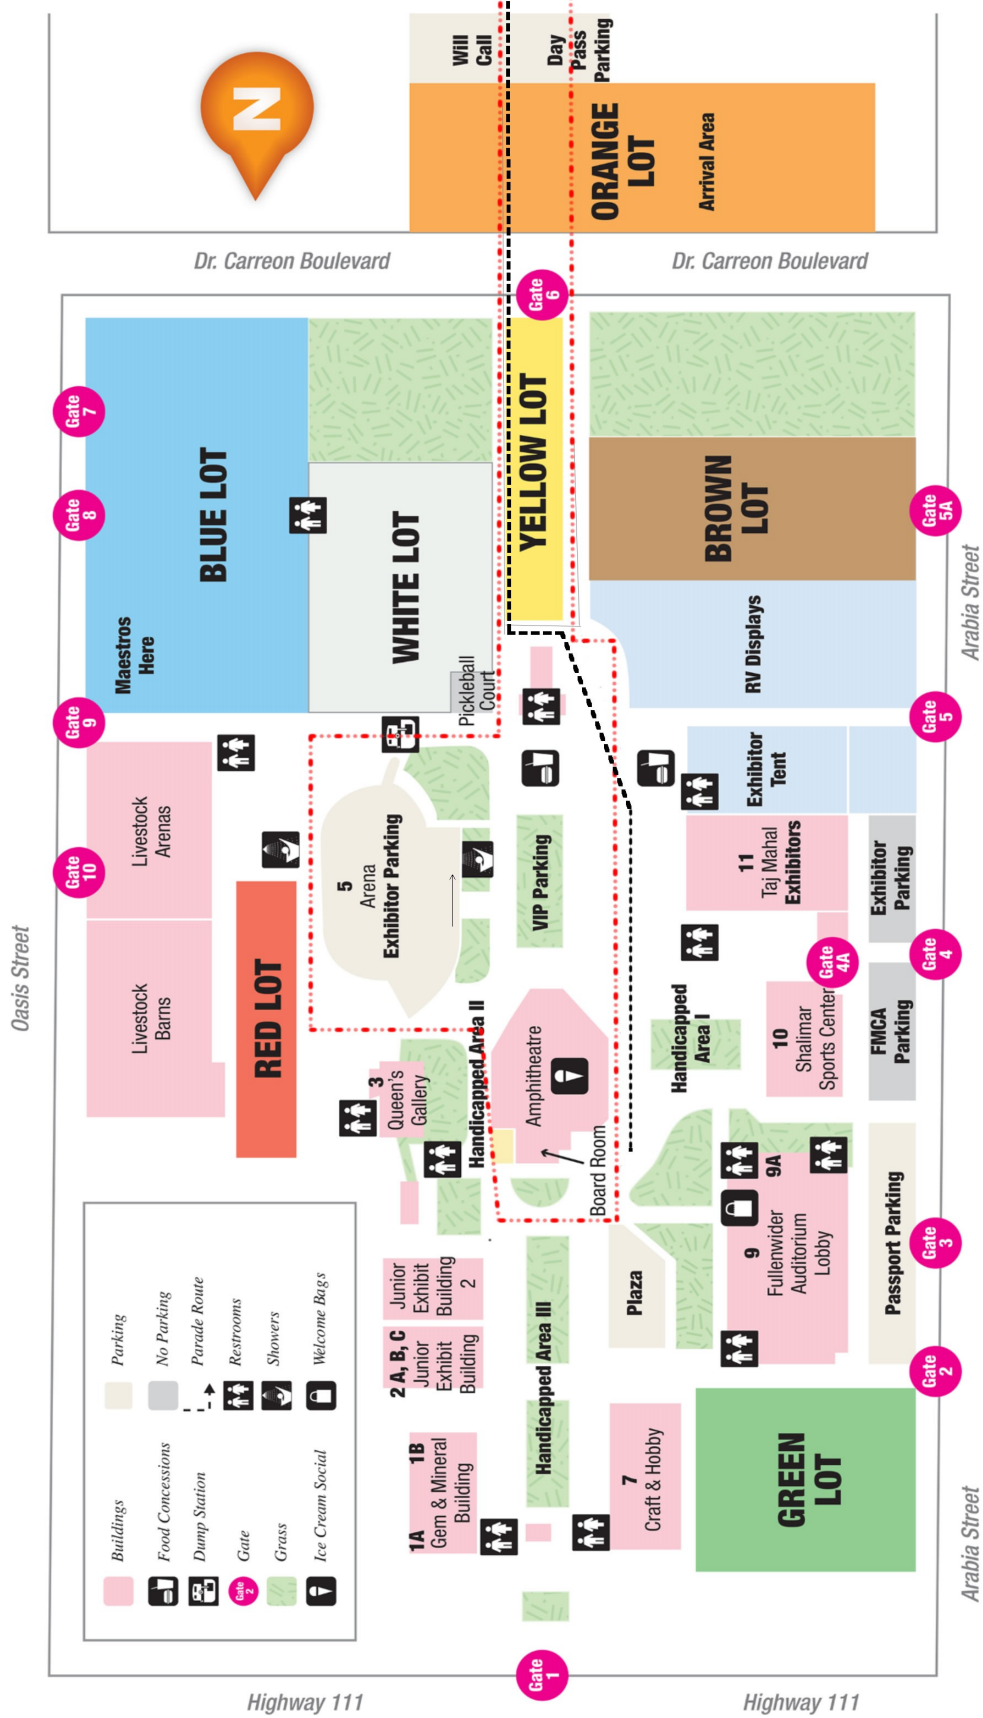 N
Will
Call
Day
Pass
Parking
ORANGE
LOT
Arrival Area
Dr. Carreon Boulevard
Dr. Carreon Boulevard
Gate
6
Gate
7
Gate
8
BLUE LOT
Maestros
Here
WHITE LOT
Pickleball
Court
YELLOW LOT
BROWN
LOT
Gate
5A
Arabia Street
RV Displays
Gate
9
Gate
5
Livestock
Arenas
Gate
10
5
Arena
Exhibitor Parking
VIP Parking
Exhibitor
Tent
11
Taj Mahal
Exhibitors
Exhibitor
Parking
Gate
4A
Gate
4
Oasis Street
Livestock
Barns
RED LOT
3
Queen's
Gallery
Handicapped Area II
Amphitheatre
Board Room
Handicapped
Area I
10
Shalimar
Sports Center
FMCA
Parking
9A
9
Fullenwider
Auditorium
Lobby
Passport Parking
Gate
3
Plaza
Junior
Exhibit
Building
2
2 A, B, C
Junior
Exhibit
Building
Handicapped Area III
Gate
2
1A
1B
Gem & Mineral
Building
7
Craft & Hobby
GREEN
LOT
Arabia Street
Gate
1
Highway 111
Highway 111
Buildings
Food Concessions
Dump Station
Gate
2
Gate
Grass
Ice Cream Social
Parking
No Parking
Parade Route
Restrooms
Showers
Welcome Bags